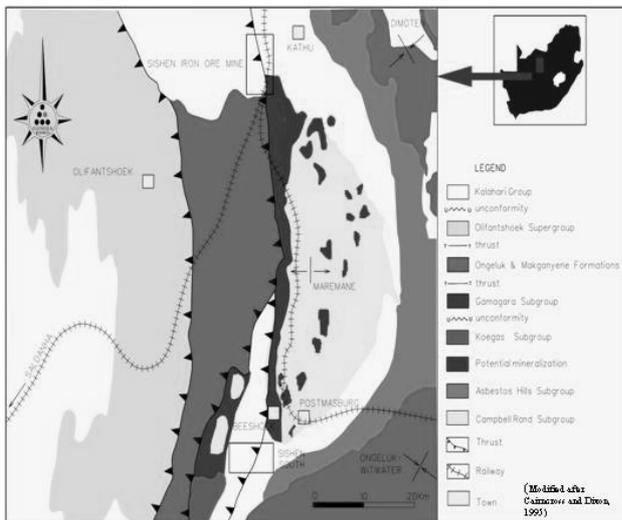 KATHU
DIMOTEN
SISHEN IRON ORE MINE
OLIFANTSHOEK
MAREMANE
SALDANHA
BEESHOEK
POSTMASBURG
SISHEN
SOUTH
ONGELUK-
WITWATER
0 10 20Km
LEGEND
Kalahari Group
unconformity
Olifantshoek Supergroup
thrust
Ongeluk & Makganyene Formations
thrust
Gamagara Subgroup
unconformity
Koegas Subgroup
Potential mineralization
Asbestos Hills Subgroup
Campbell Rand Subgroup
Thrust
Railway
Town
(Modified after
Cairncross and Dixon,
1995)